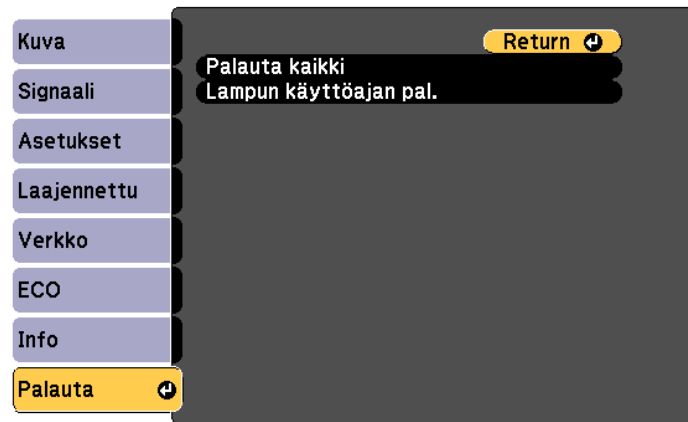 Kuva
Signaali
Asetukset
Laajennettu
Verkko
ECO
Info
Palauta
Return
Palauta kaikki
Lampun käyttöajan pal.